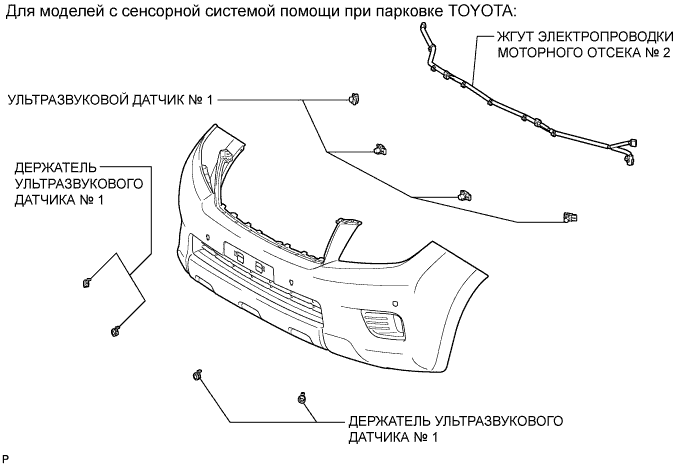 Для моделей с сенсорной системой помощи при парковке TOYOTA:
ЖГУТ ЭЛЕКТРОПРОВОДКИ
МОТОРНОГО ОТСЕКА № 2
УЛЬТРАЗВУКОВОЙ ДАТЧИК № 1
ДЕРЖАТЕЛЬ
УЛЬТРАЗВУКОВОГО
ДАТЧИКА № 1
ДЕРЖАТЕЛЬ УЛЬТРАЗВУКОВОГО
ДАТЧИКА № 1
P